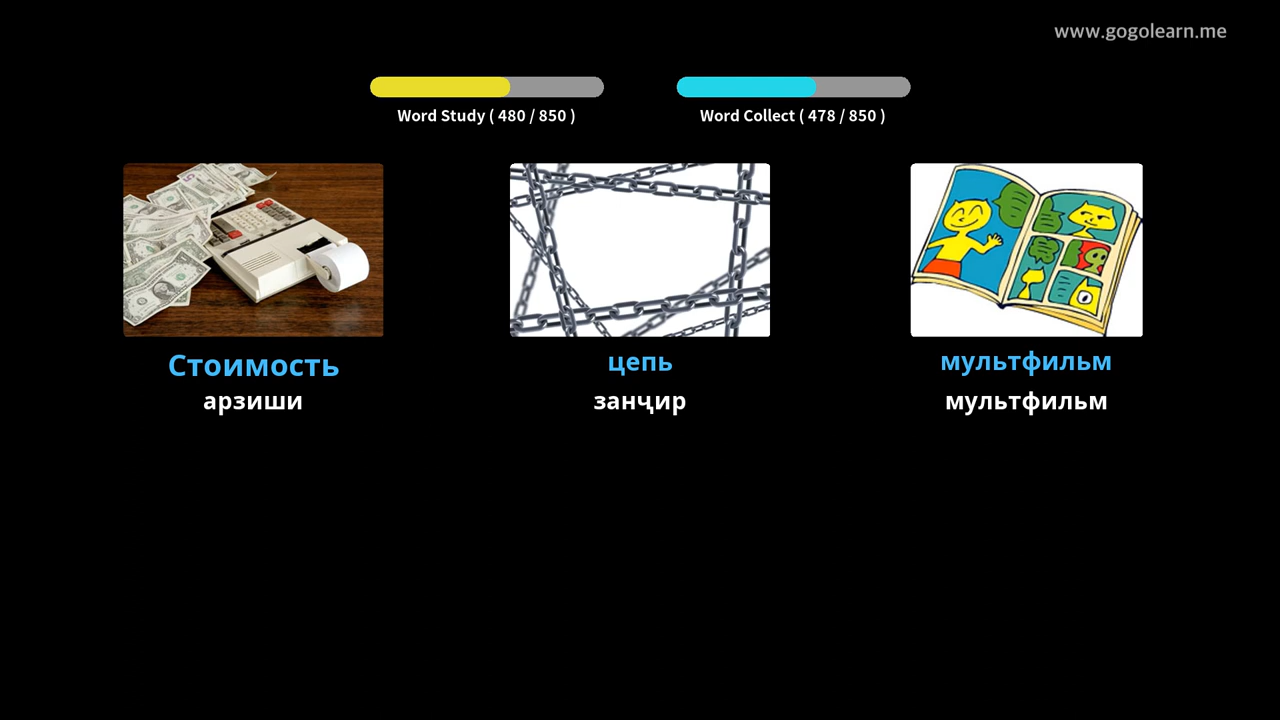 www.gogolearn.me
Word Study ( 480 / 850 )
Word Collect ( 478 / 850 )
Стоимость
арзиши
цепь
занҷир
мультфильм
мультфильм